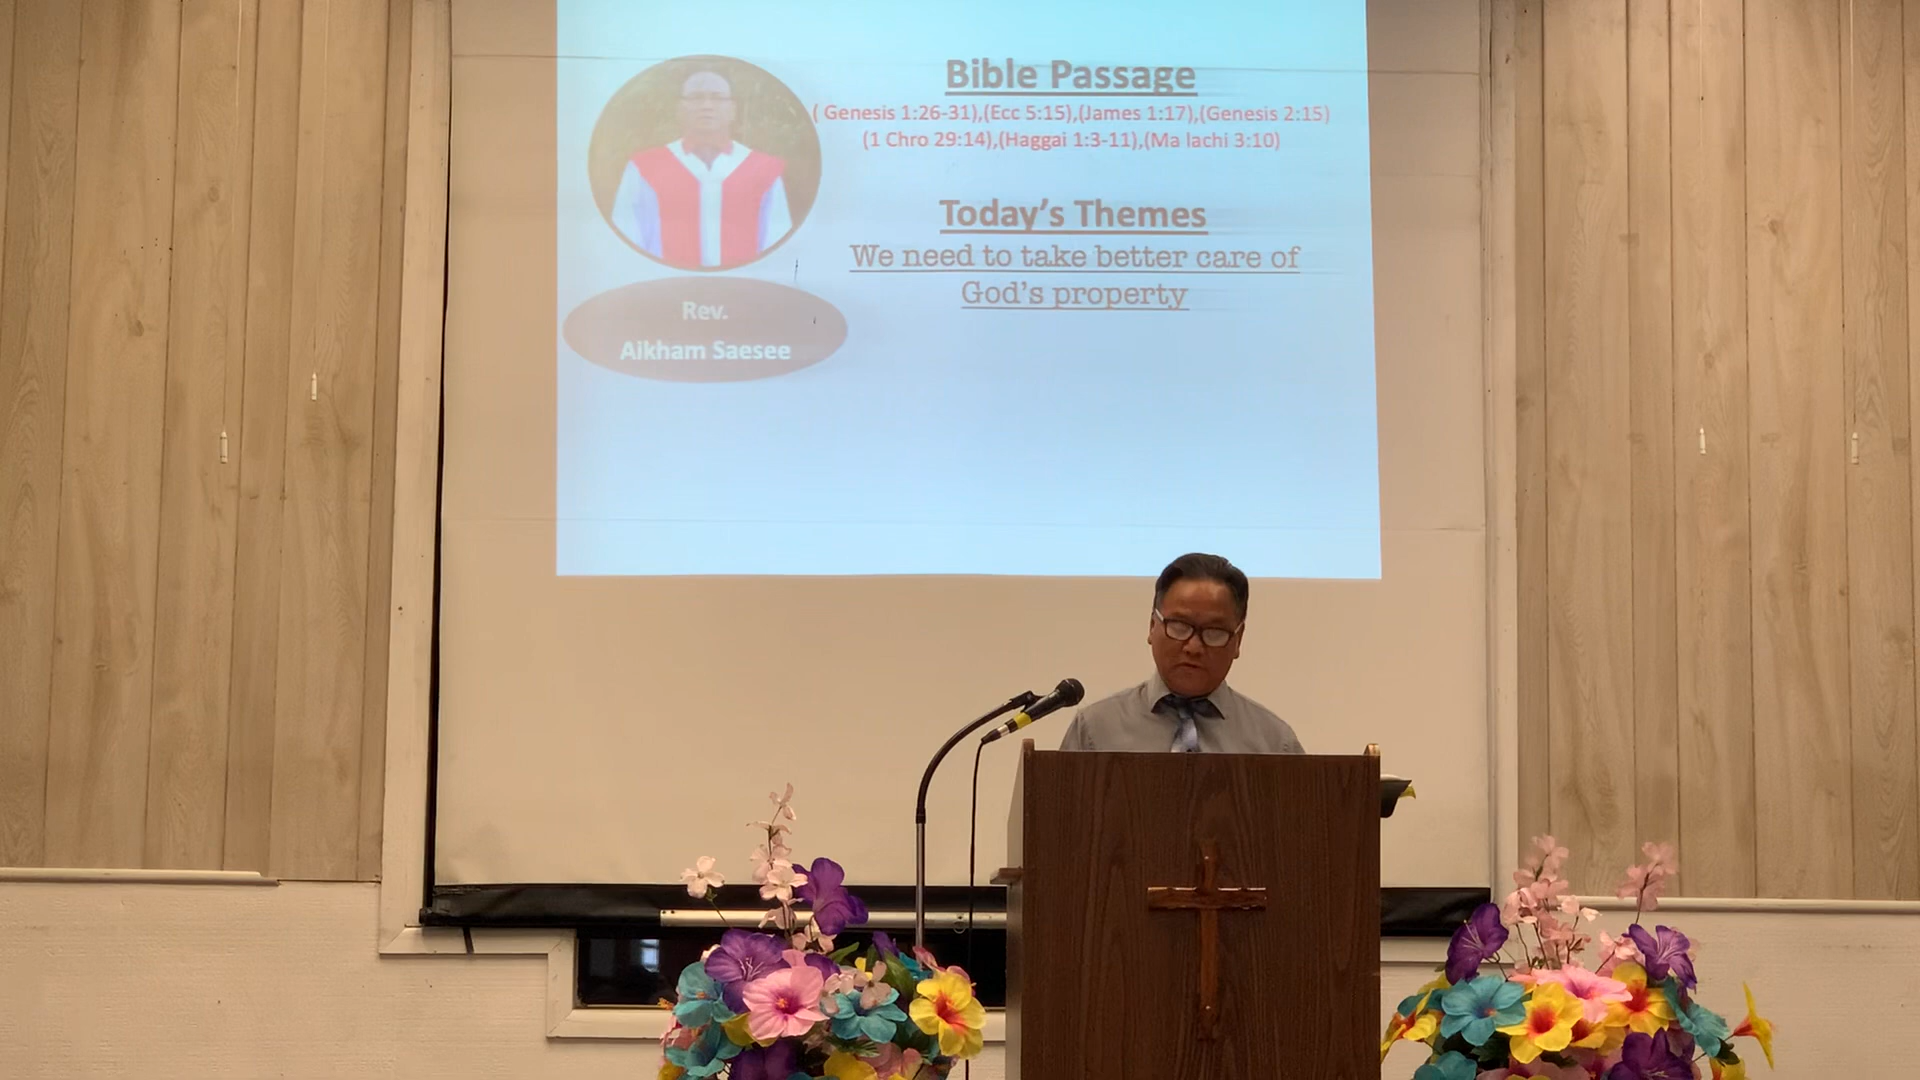 Bible Passage
( Genesis 1:26-31),(Ecc 5:15),(James 1:17),(Genesis 2:15)
(1 Chro 29:14),(Haggai 1:3-11),(Ma lachi 3:10)
Today's Themes
We need to take better care of
God's property
Rev.
Aikham Saesee